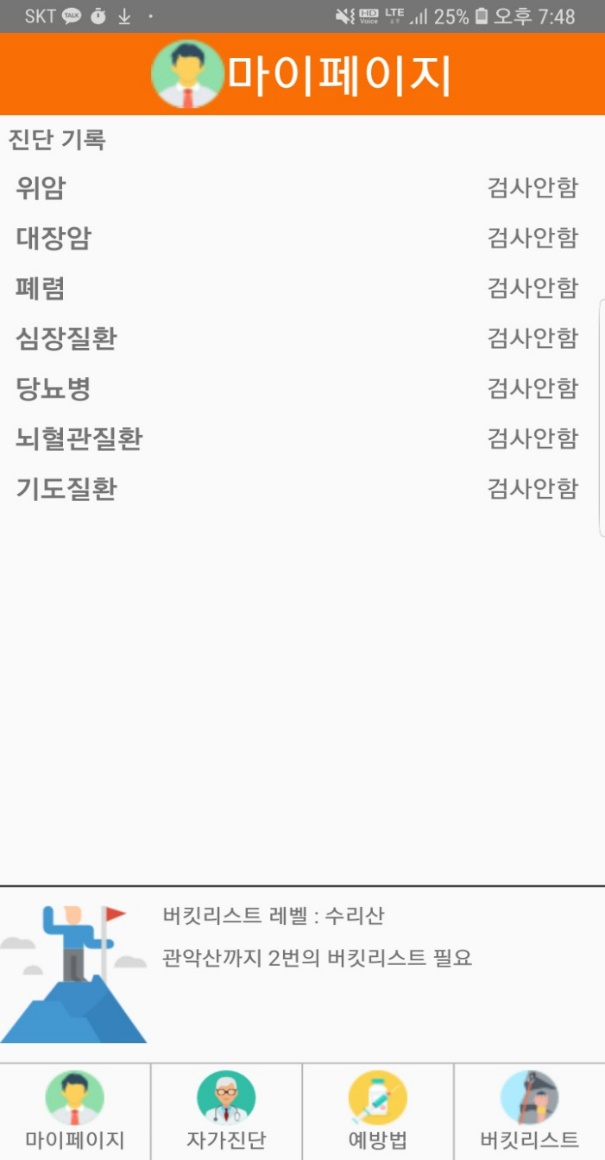 SKT TALK HD Voice LTE 25% 오후 7:48
마이페이지
진단 기록
위암 검사안함
대장암 검사안함
폐렴 검사안함
심장질환 검사안함
당뇨병 검사안함
뇌혈관질환 검사안함
기도질환 검사안함
버킷리스트 레벨 : 수리산
관악산까지 2번의 버킷리스트 필요
마이페이지 자가진단 예방법 버킷리스트